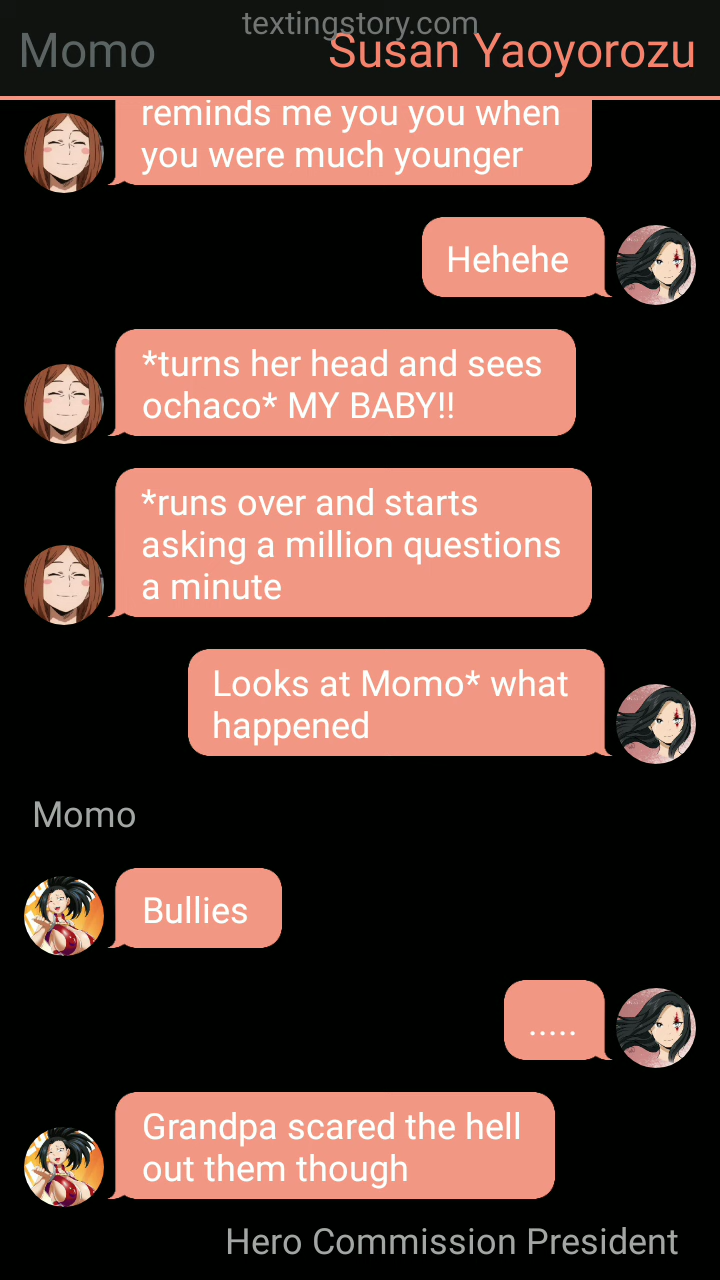 textingstory.com
Momo
Susan Yaoyorozu
reminds me you you when
you were much younger
Hehehe
*turns her head and sees
ochaco* MY BABY!!
*runs over and starts
asking a million questions
a minute
Looks at Momo* what
happened
Momo
Bullies
.....
Grandpa scared the hell
out them though
Hero Commission President